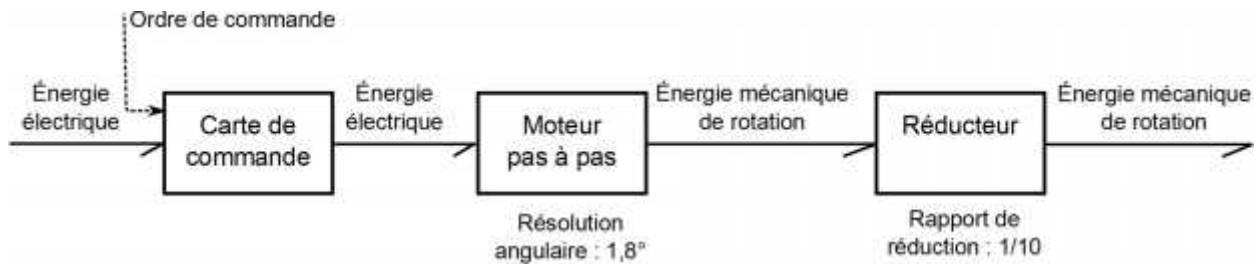 Ordre de commande
Énergie
électrique
Carte de
commande
Énergie
électrique
Moteur
pas à pas
Résolution
angulaire : 1,8°
Énergie mécanique
de rotation
Réducteur
Rapport de
réduction : 1/10
Énergie mécanique
de rotation